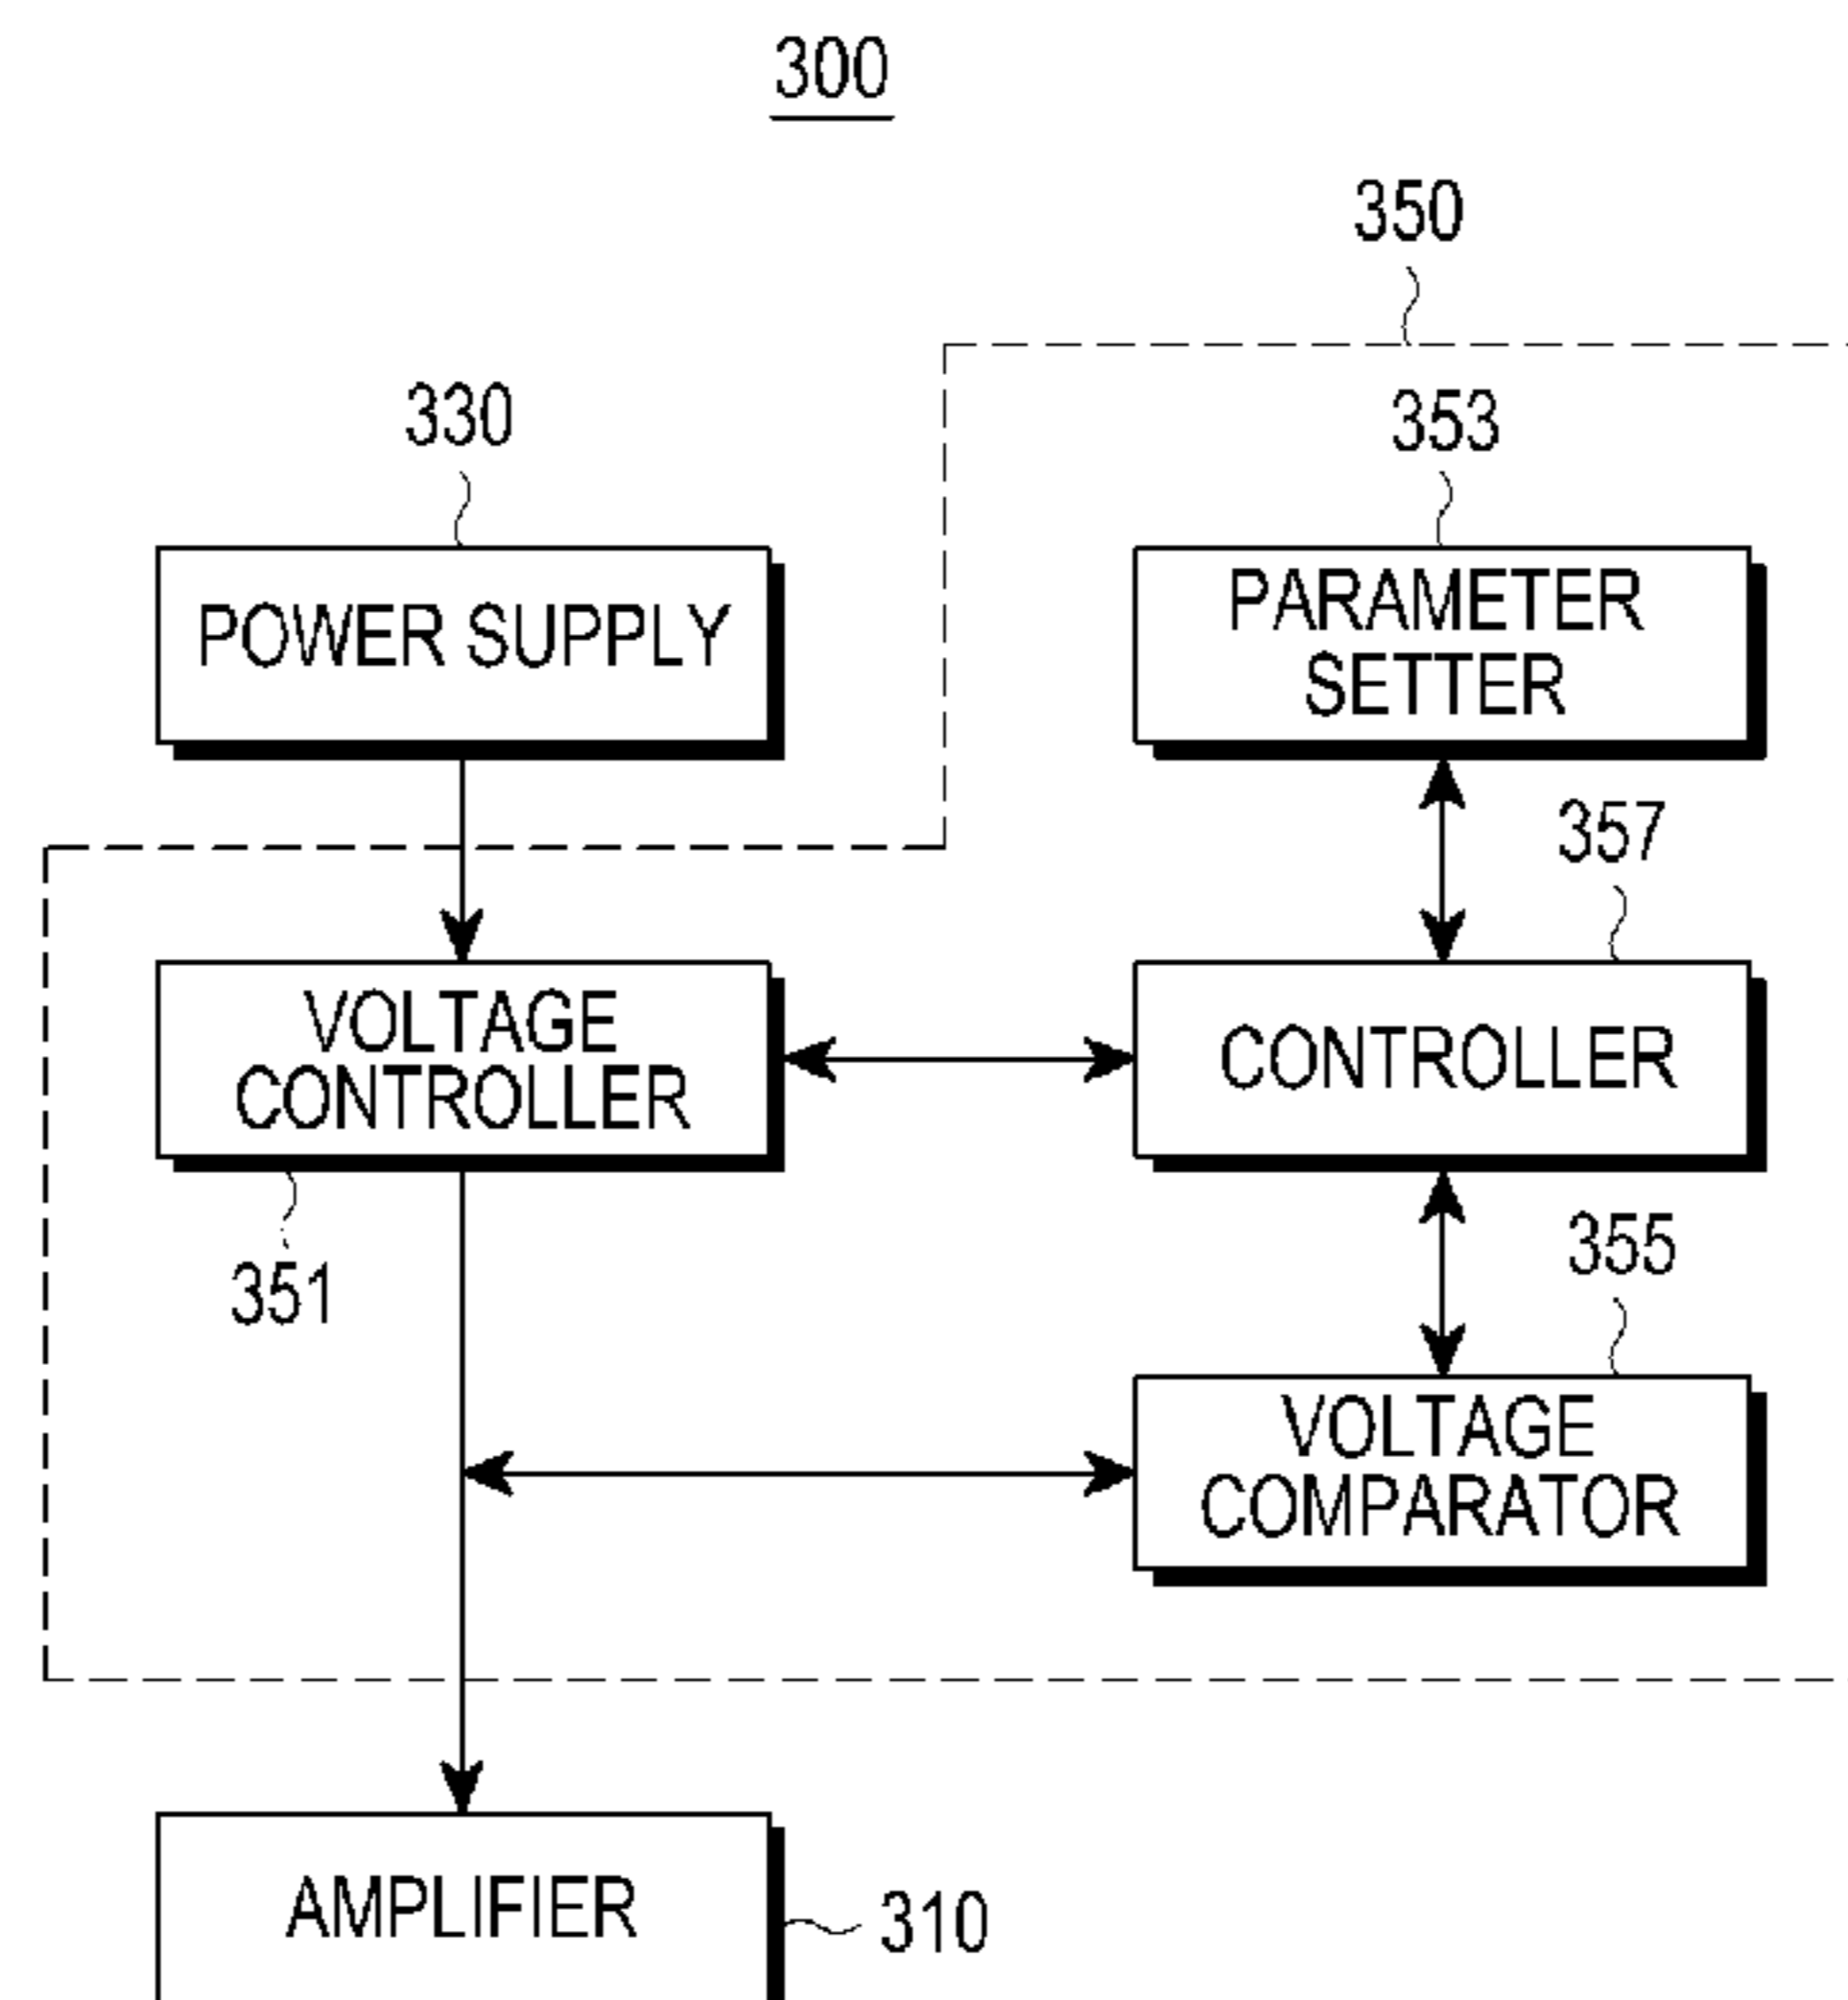 300
350
330
353
POWER SUPPLY
PARAMETER
SETTER
357
VOLTAGE
CONTROLLER
CONTROLLER
351
355
VOLTAGE
COMPARATOR
AMPLIFIER
310